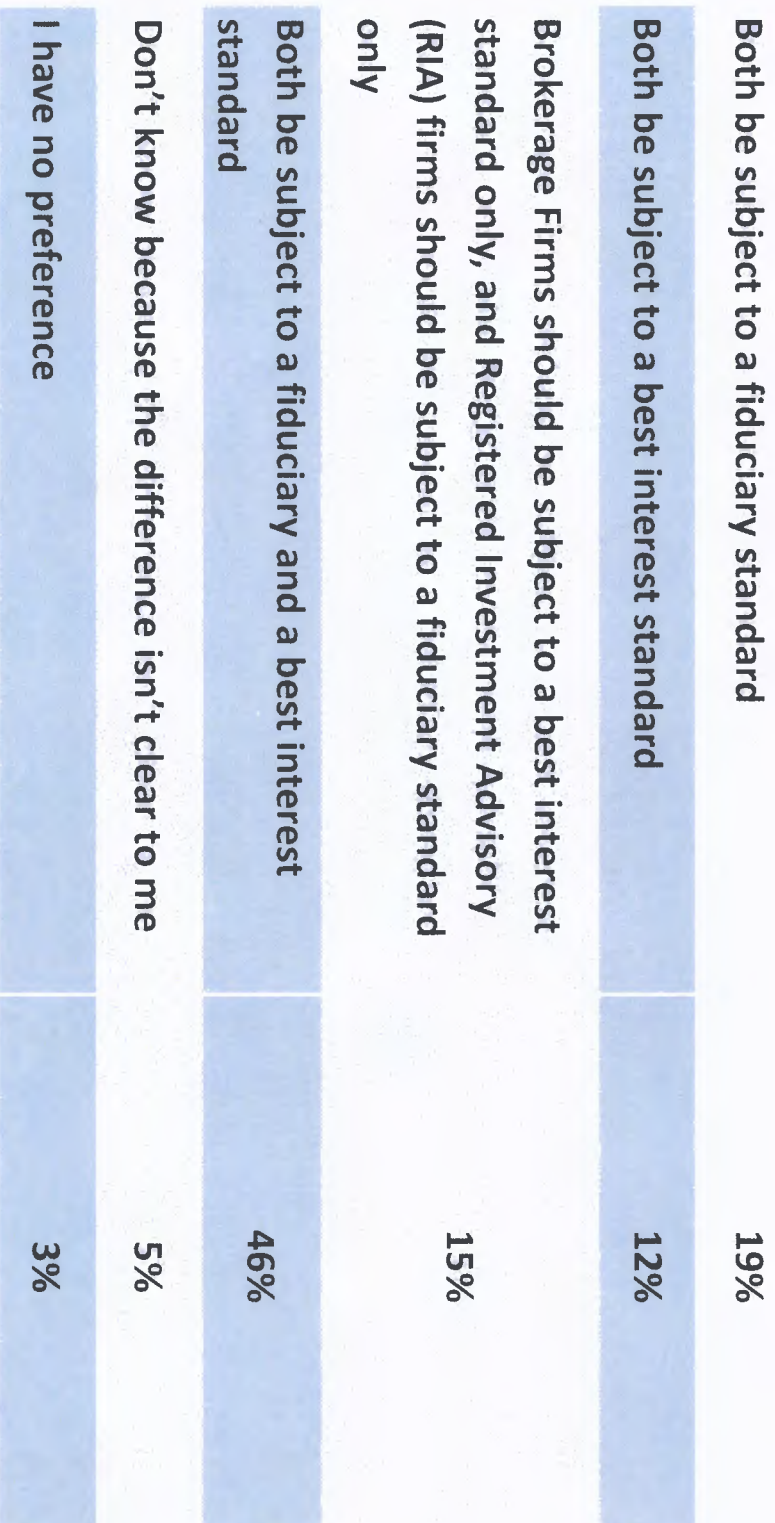 Both be subject to a fiduciary standard
19%
Both be subject to a best interest standard
12%
Brokerage Firms should be subject to a best interest
standard only, and Registered Investment Advisory
(RIA) firms should be subject to a fiduciary standard
only
15%
Both be subject to a fiduciary and a best interest
standard
46%
Don't know because the difference isn't clear to me
5%
I have no preference
3%